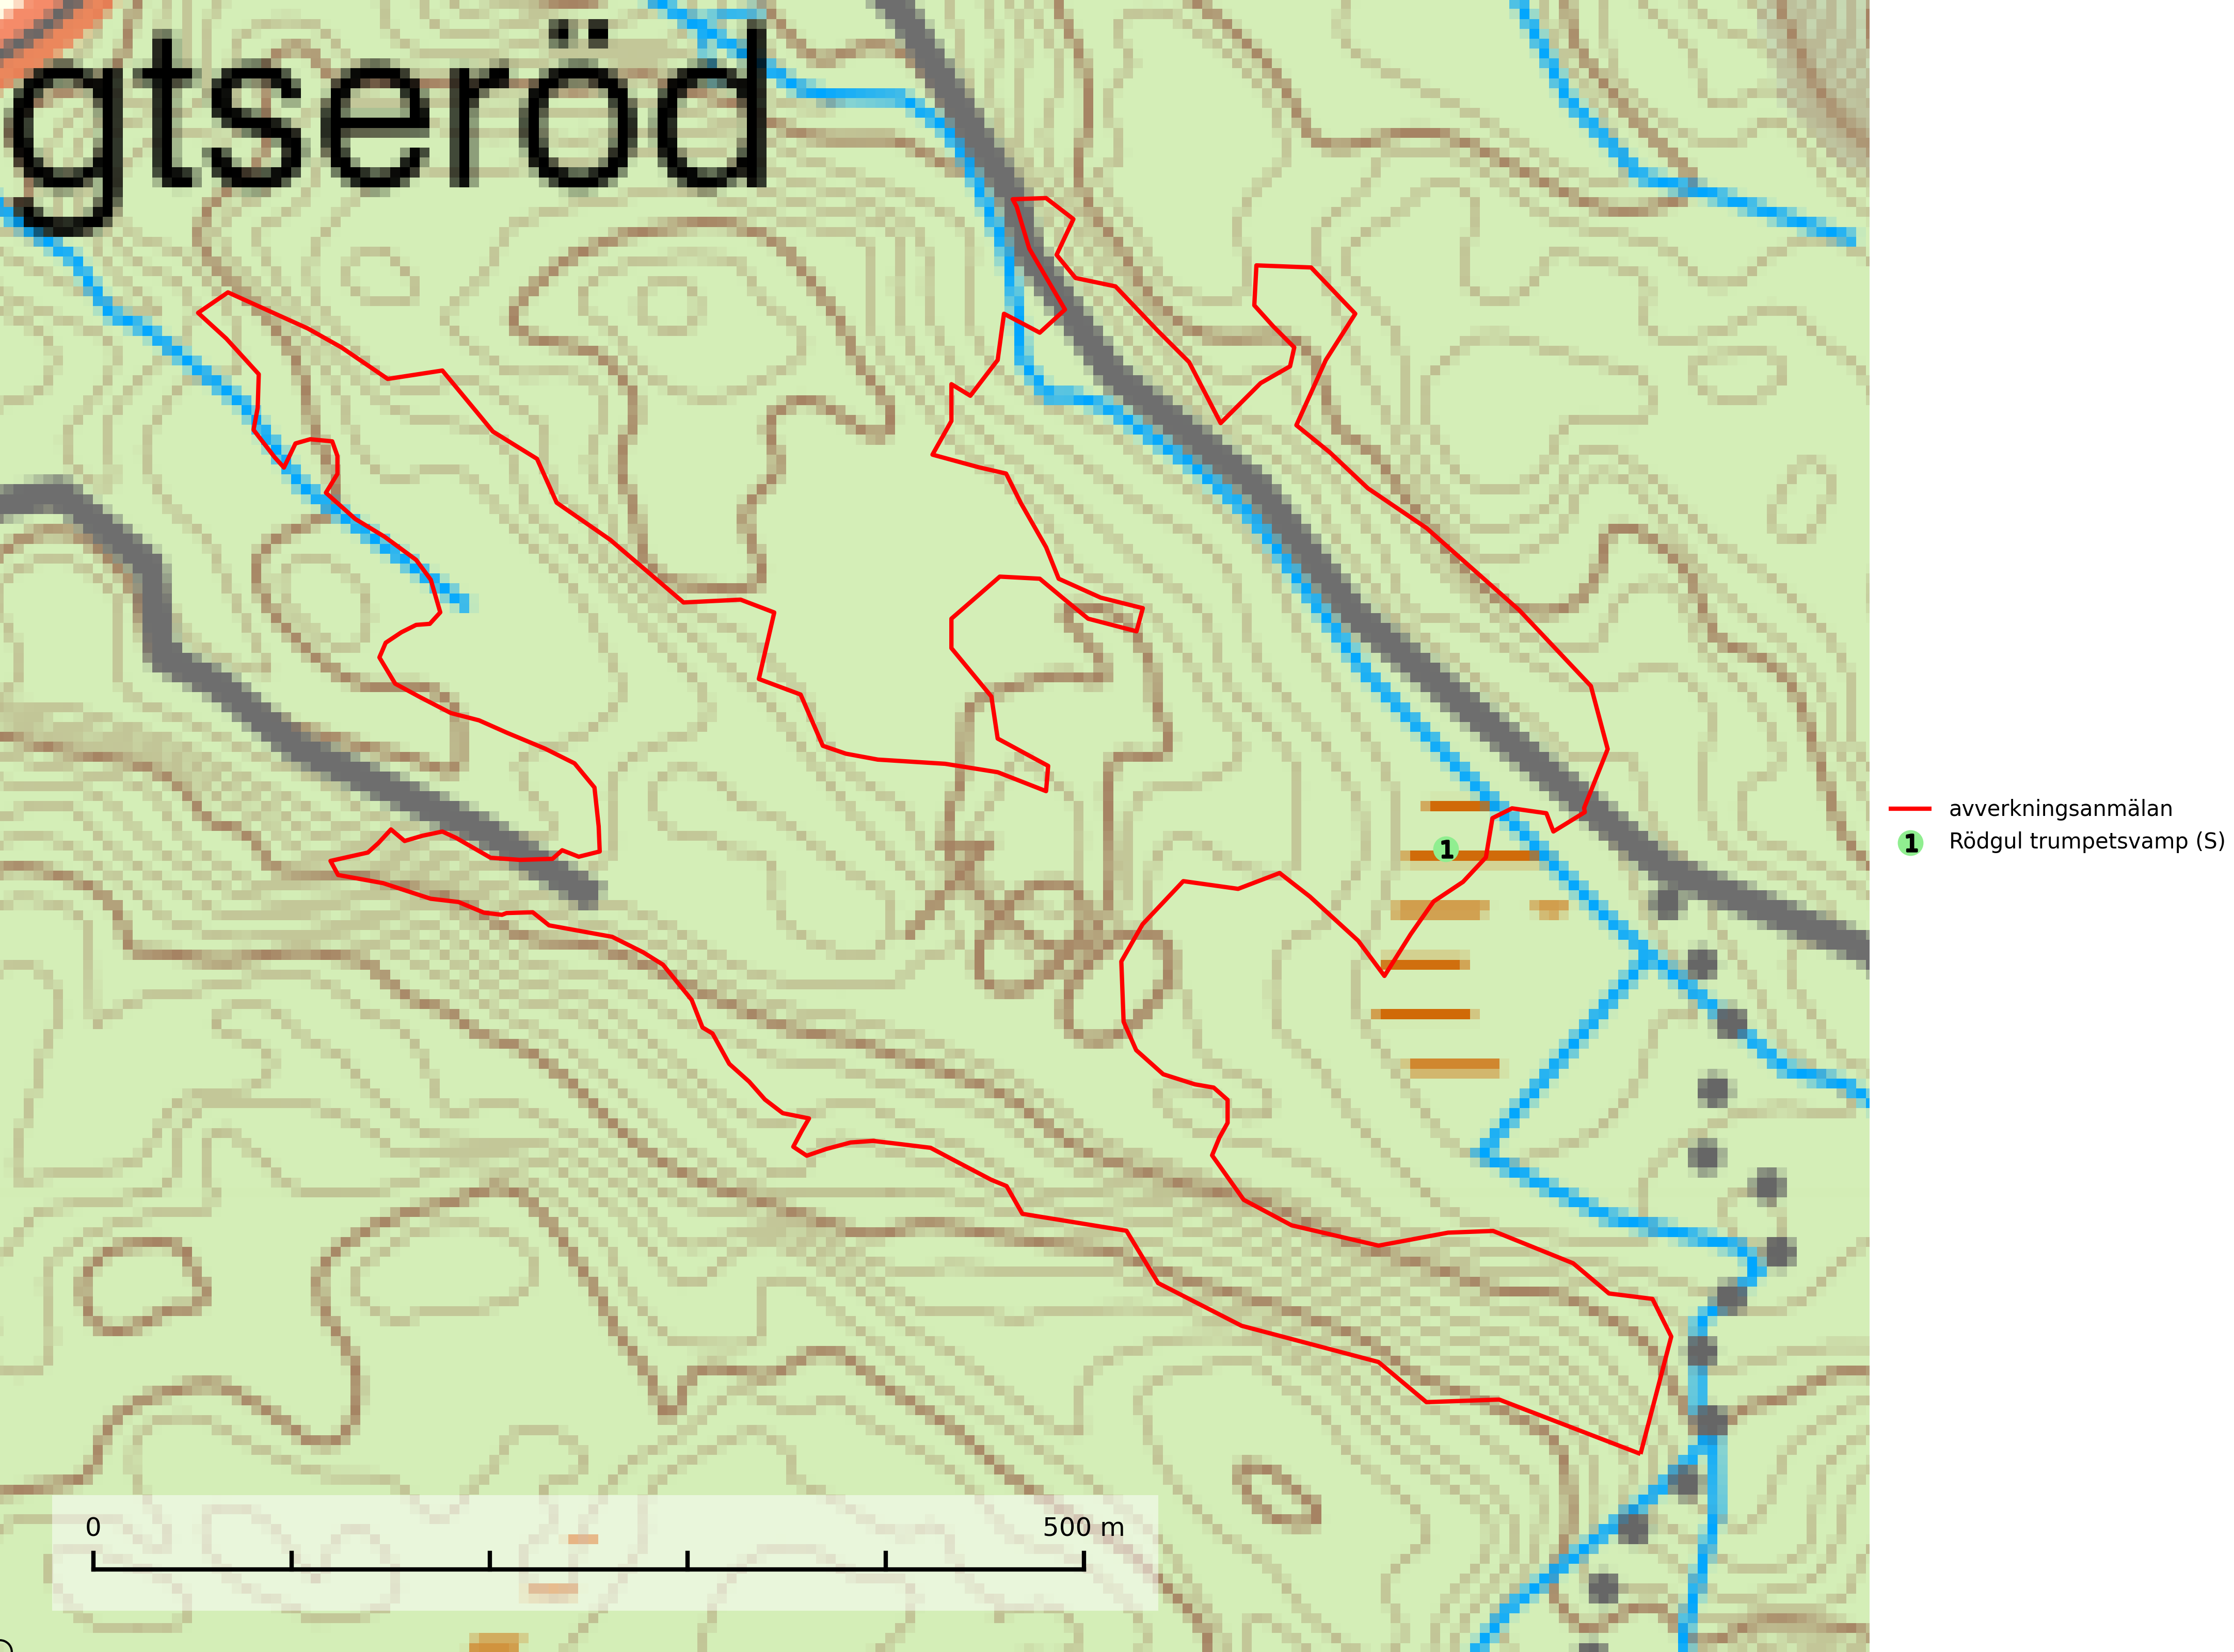 gtseröd
1
avverkningsanmälan
1 Rödgul trumpetsvamp (S)
0 500 m